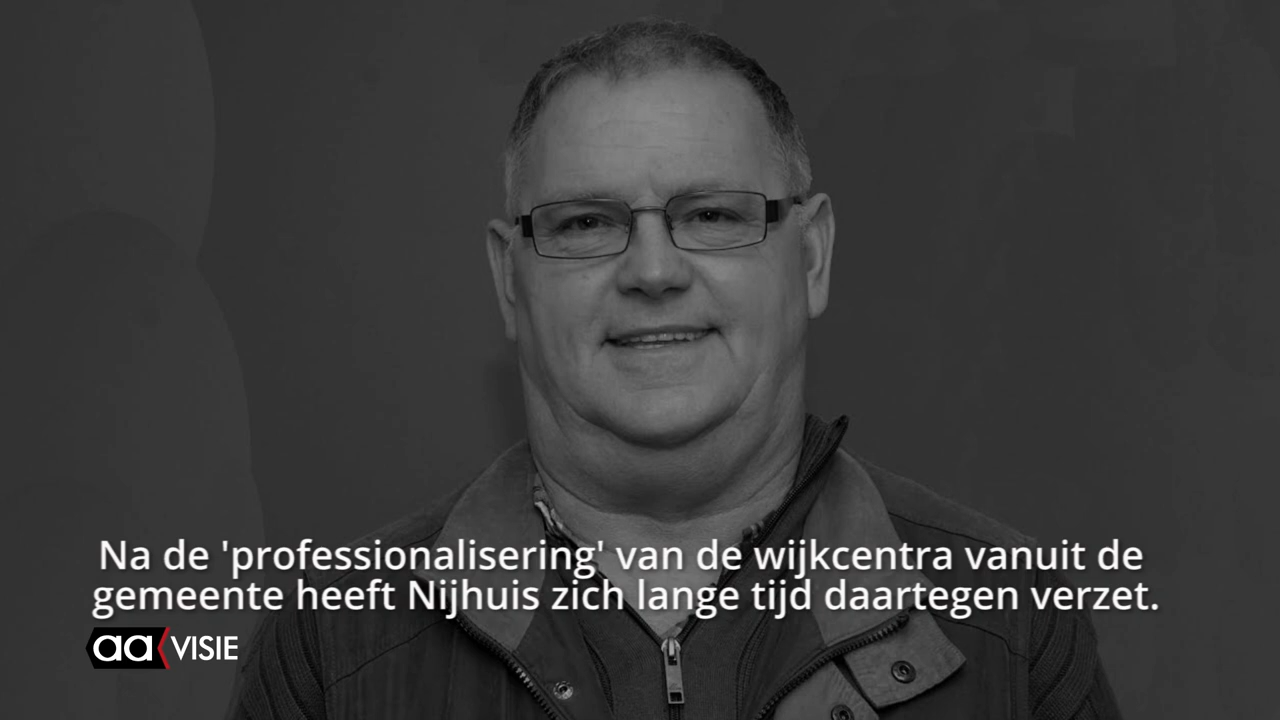 Na de 'professionalisering' van de wijkcentra vanuit de
gemeente heeft Nijhuis zich lange tijd daartegen verzet.
aa VISIE